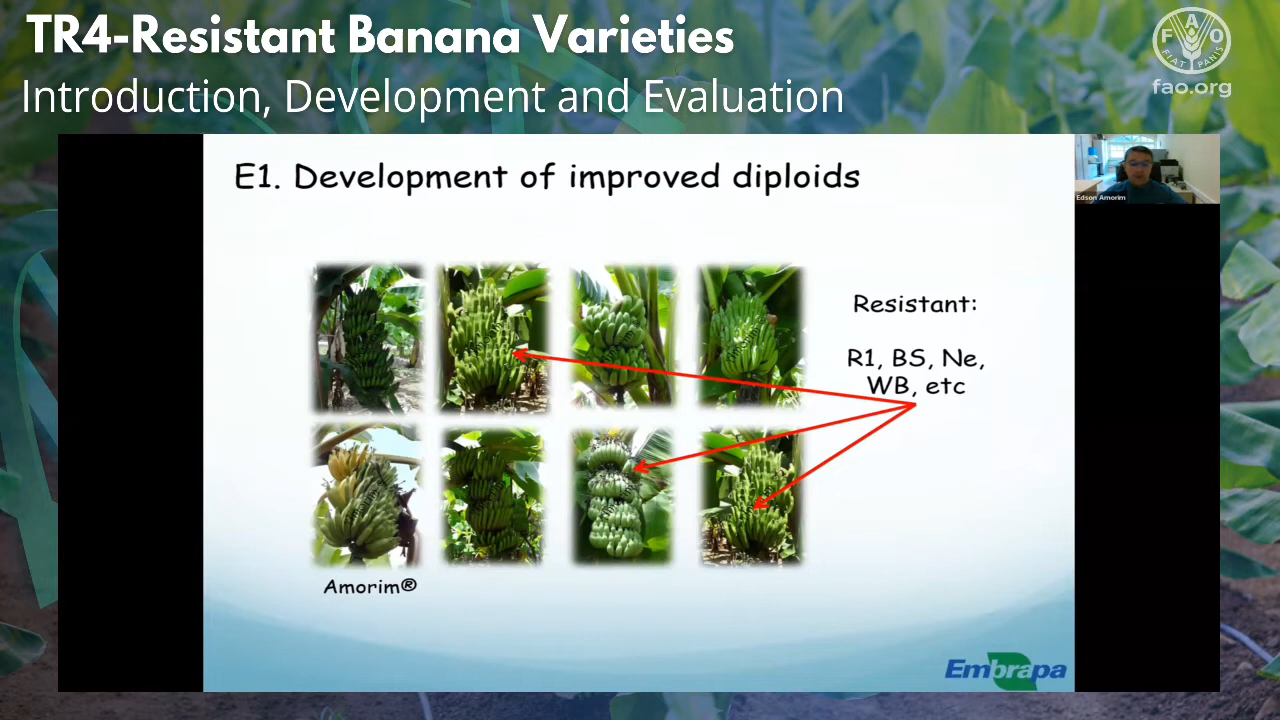 TR4-Resistant Banana Varieties
Introduction, Development and Evaluation
F A O
FIAT PANIS
fao.org
E1. Development of improved diploids
Edson Amorim
Resistant:
R1, BS, Ne,
WB, etc
Amorim®
Embrapa